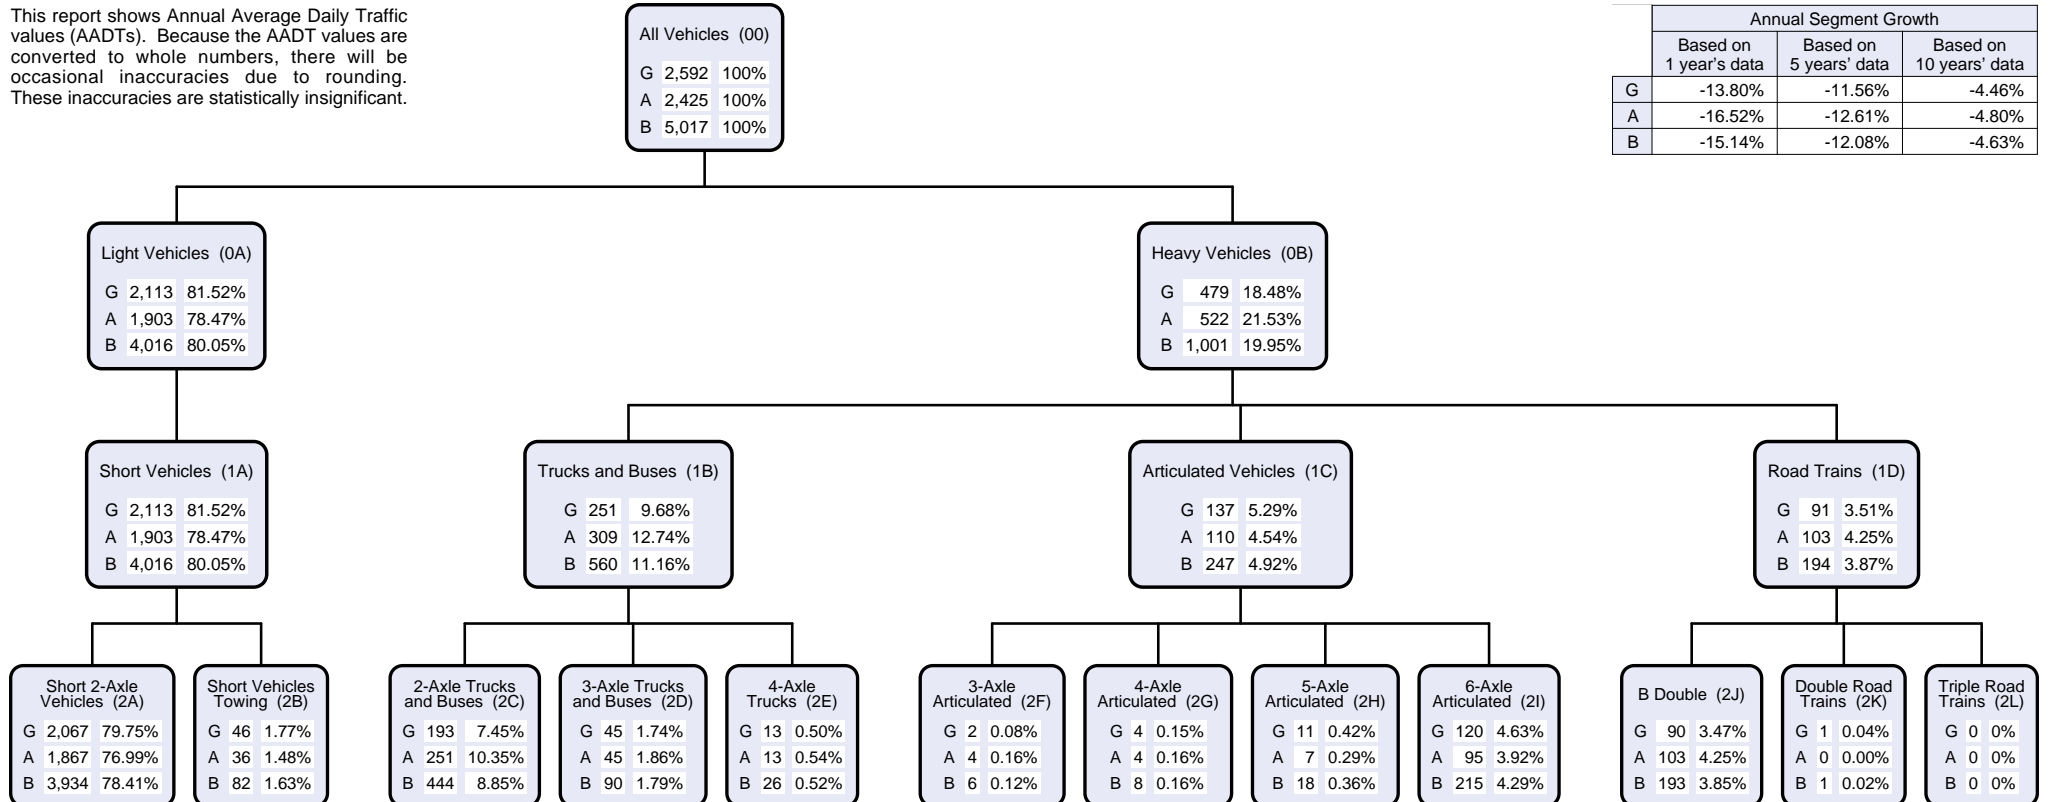 This report shows Annual Average Daily Traffic
values (AADTs). Because the AADT values are
converted to whole numbers, there will be
occasional inaccuracies due to rounding.
These inaccuracies are statistically insignificant.
All Vehicles (00)
G 2,592 100%
A 2,425 100%
B 5,017 100%
Annual Segment Growth
Based on 1 year's data Based on 5 years' data Based on 10 years' data
G -13.80% -11.56% -4.46%
A -16.52% -12.61% -4.80%
B -15.14% -12.08% -4.63%
Light Vehicles (0A)
G 2,113 81.52%
A 1,903 78.47%
B 4,016 80.05%
Heavy Vehicles (0B)
G 479 18.48%
A 522 21.53%
B 1,001 19.95%
Short Vehicles (1A)
G 2,113 81.52%
A 1,903 78.47%
B 4,016 80.05%
Trucks and Buses (1B)
G 251 9.68%
A 309 12.74%
B 560 11.16%
Articulated Vehicles (1C)
G 137 5.29%
A 110 4.54%
B 247 4.92%
Road Trains (1D)
G 91 3.51%
A 103 4.25%
B 194 3.87%
Short 2-Axle
Vehicles (2A)
G 2,067 79.75%
A 1,867 76.99%
B 3,934 78.41%
Short Vehicles
Towing (2B)
G 46 1.77%
A 36 1.48%
B 82 1.63%
2-Axle Trucks
and Buses (2C)
G 193 7.45%
A 251 10.35%
B 444 8.85%
3-Axle Trucks
and Buses (2D)
G 45 1.74%
A 45 1.86%
B 90 1.79%
4-Axle
Trucks (2E)
G 13 0.50%
A 13 0.54%
B 26 0.52%
3-Axle
Articulated (2F)
G 2 0.08%
A 4 0.16%
B 6 0.12%
4-Axle
Articulated (2G)
G 4 0.15%
A 4 0.16%
B 8 0.16%
5-Axle
Articulated (2H)
G 11 0.42%
A 7 0.29%
B 18 0.36%
6-Axle
Articulated (2I)
G 120 4.63%
A 95 3.92%
B 215 4.29%
B Double (2J)
G 90 3.47%
A 103 4.25%
B 193 3.85%
Double Road
Trains (2K)
G 1 0.04%
A 0 0.00%
B 1 0.02%
Triple Road
Trains (2L)
G 0 0%
A 0 0%
B 0 0%